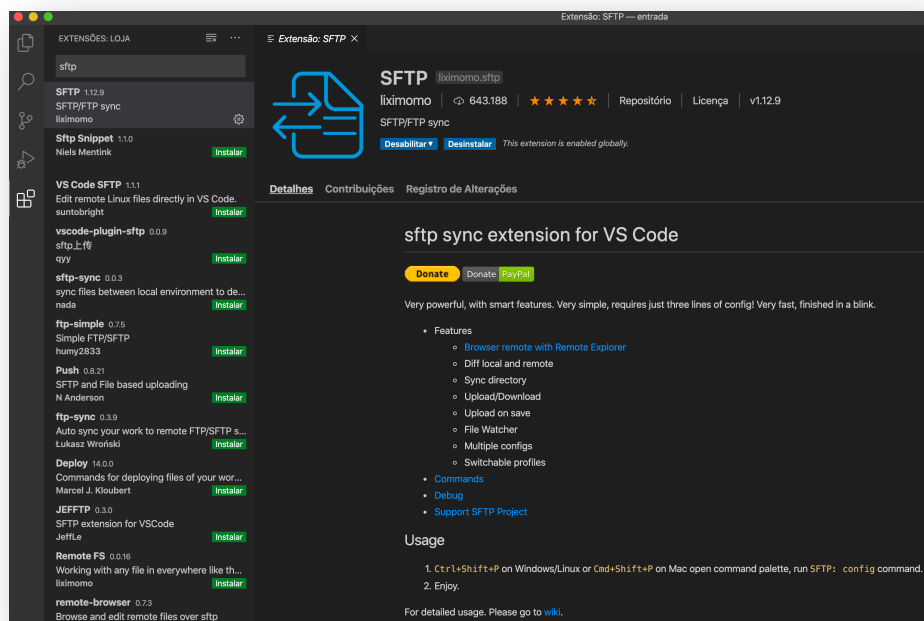 Extensão: SFTP — entrada
EXTENSÕES: LOJA
sftp
SFTP 1.12.9
SFTP/FTP sync
liximomo
Sftp Snippet 1.1.0
Niels Mentink
Instalar
VS Code SFTP 1.1.1
Edit remote Linux files directly in VS Code.
suntobright
Instalar
vscode-plugin-sftp 0.0.9
sftp上传
qyy
Instalar
sftp-sync 0.0.3
sync files between local environment to de...
nada
Instalar
ftp-simple 0.7.5
Simple FTP/SFTP
humy2833
Instalar
Push 0.8.21
SFTP and File based uploading
N Anderson
Instalar
ftp-sync 0.3.9
Auto sync your work to remote FTP/SFTP s...
Łukasz Wroński
Instalar
Deploy 14.0.0
Commands for deploying files of your wor...
Marcel J. Kloubert
Instalar
JEFFTP 0.3.0
SFTP extension for VSCode
JeffLe
Instalar
Remote FS 0.0.16
Working with any file in everywhere like th...
liximomo
Instalar
remote-browser 0.7.3
Browse and edit remote files over sftp
Extensão: SFTP
SFTP liximomo.sftp
liximomo 643.188 Repositório Licença v1.12.9
SFTP/FTP sync
Desabilitar Desinstalar This extension is enabled globally.
Detalhes Contribuições Registro de Alterações
sftp sync extension for VS Code
Donate Donate PayPal
Very powerful, with smart features. Very simple, requires just three lines of config! Very fast, finished in a blink.
Features
Browser remote with Remote Explorer
Diff local and remote
Sync directory
Upload/Download
Upload on save
File Watcher
Multiple configs
Switchable profiles
Commands
Debug
Support SFTP Project
Usage
1. Ctrl+Shift+P on Windows/Linux or Cmd+Shift+P on Mac open command palette, run SFTP: config command.
2. Enjoy.
For detailed usage. Please go to wiki.